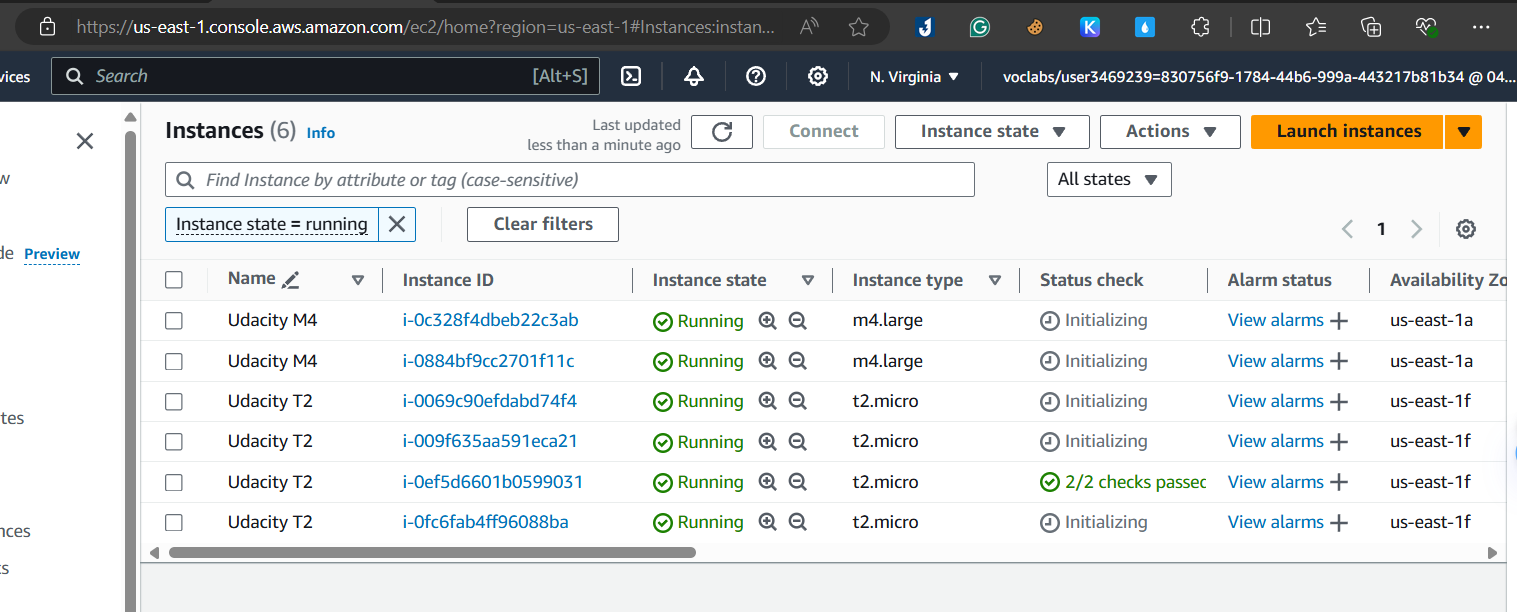 https://us-east-1.console.aws.amazon.com/ec2/home?region=us-east-1#Instances:instan...
vices Search [Alt+S] N. Virginia voclabs/user3469239=830756f9-1784-44b6-999a-443217b81b34 @ 04...
Instances (6) Info Last updated less than a minute ago Connect Instance state Actions Launch instances
Find Instance by attribute or tag (case-sensitive) All states
w
Instance state = running Clear filters 1
de Preview
Name Instance ID Instance state Instance type Status check Alarm status Availability Zo
Udacity M4 i-0c328f4dbeb22c3ab Running m4.large Initializing View alarms us-east-1a
Udacity M4 i-0884bf9cc2701f11c Running m4.large Initializing View alarms us-east-1a
Udacity T2 i-0069c90efdabd74f4 Running t2.micro Initializing View alarms us-east-1f
tes
Udacity T2 i-009f635aa591eca21 Running t2.micro Initializing View alarms us-east-1f
Udacity T2 i-0ef5d6601b0599031 Running t2.micro 2/2 checks passec View alarms us-east-1f
Udacity T2 i-0fc6fab4ff96088ba Running t2.micro Initializing View alarms us-east-1f
nces
s